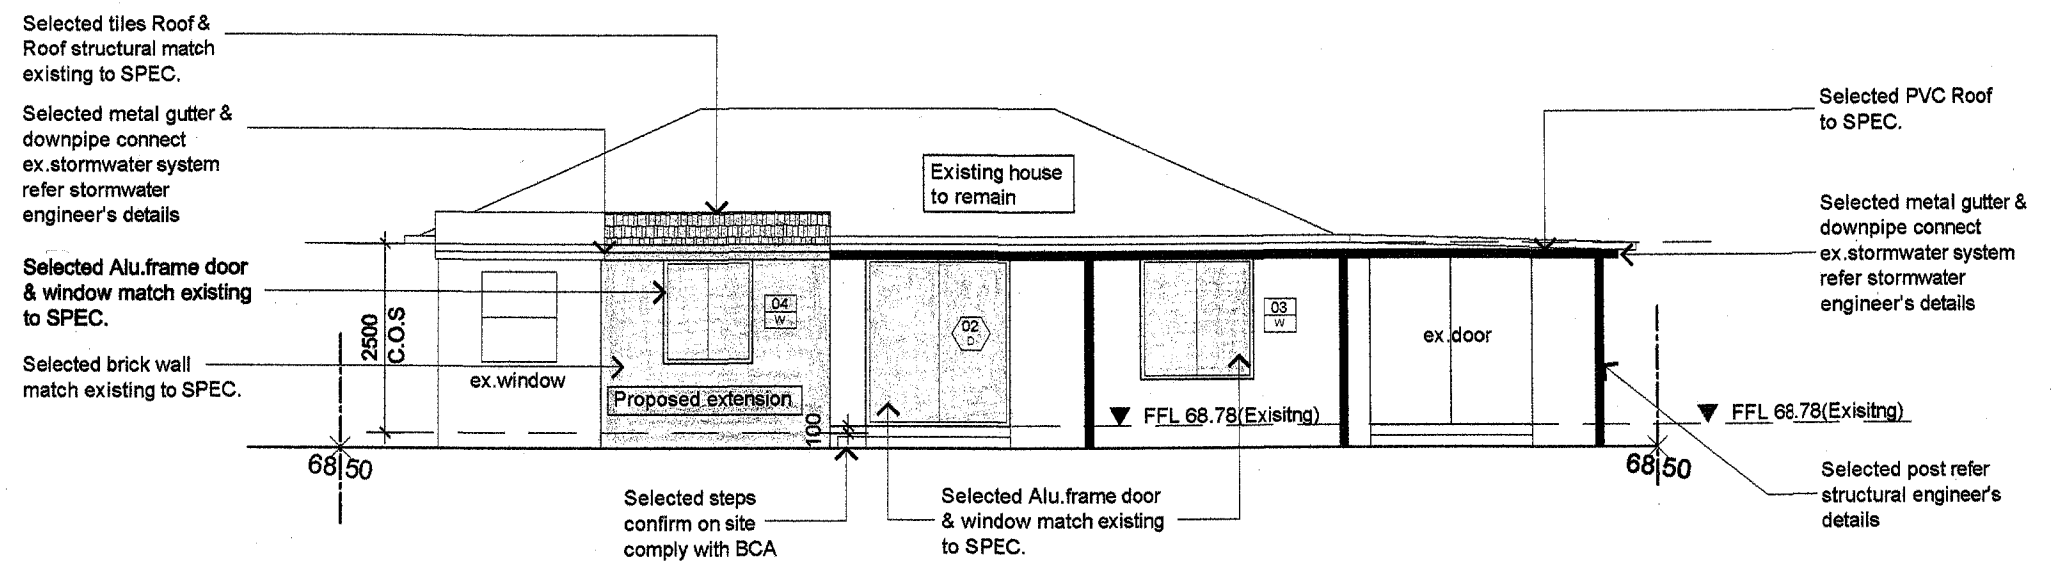 Selected tiles Roof &
Roof structural match
existing to SPEC.
Selected metal gutter &
downpipe connect
ex.stormwater system
refer stormwater
engineer's details
Selected Alu.frame door
& window match existing
to SPEC.
Selected brick wall
match existing to SPEC.
Existing house
to remain
Selected PVC Roof
to SPEC.
Selected metal gutter &
downpipe connect
ex.stormwater system
refer stormwater
engineer's details
2500
C.O.S
ex.window
04
W
Proposed extension
100
02
D
03
W
ex.door
FFL 68.78(Exisitng)
FFL 68.78(Exisitng)
68.50
68.50
Selected steps
confirm on site
comply with BCA
Selected Alu.frame door
& window match existing
to SPEC.
Selected post refer
structural engineer's
details